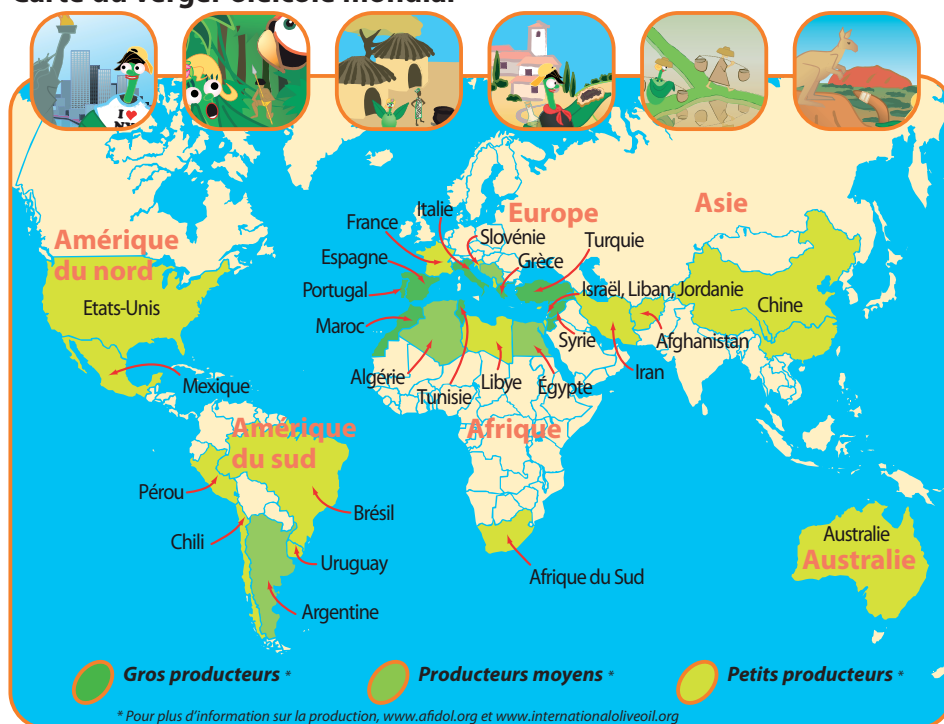 Carte du verger oléicole mondial
I ♥
NY
Amérique
du nord
Etats-Unis
Mexique
Amérique
du sud
Pérou
Brésil
Chili
Uruguay
Argentine
Europe
Italie
France
Slovénie
Turquie
Espagne
Grèce
Portugal
Israël, Liban, Jordanie
Maroc
Syrie
Afghanistan
Algérie
Tunisie
Libye
Égypte
Iran
Afrique
Afrique du Sud
Asie
Chine
Australie
Australie
Gros producteurs *
Producteurs moyens *
Petits producteurs *
* Pour plus d'information sur la production, www.afidol.org et www.internationaloliveoil.org